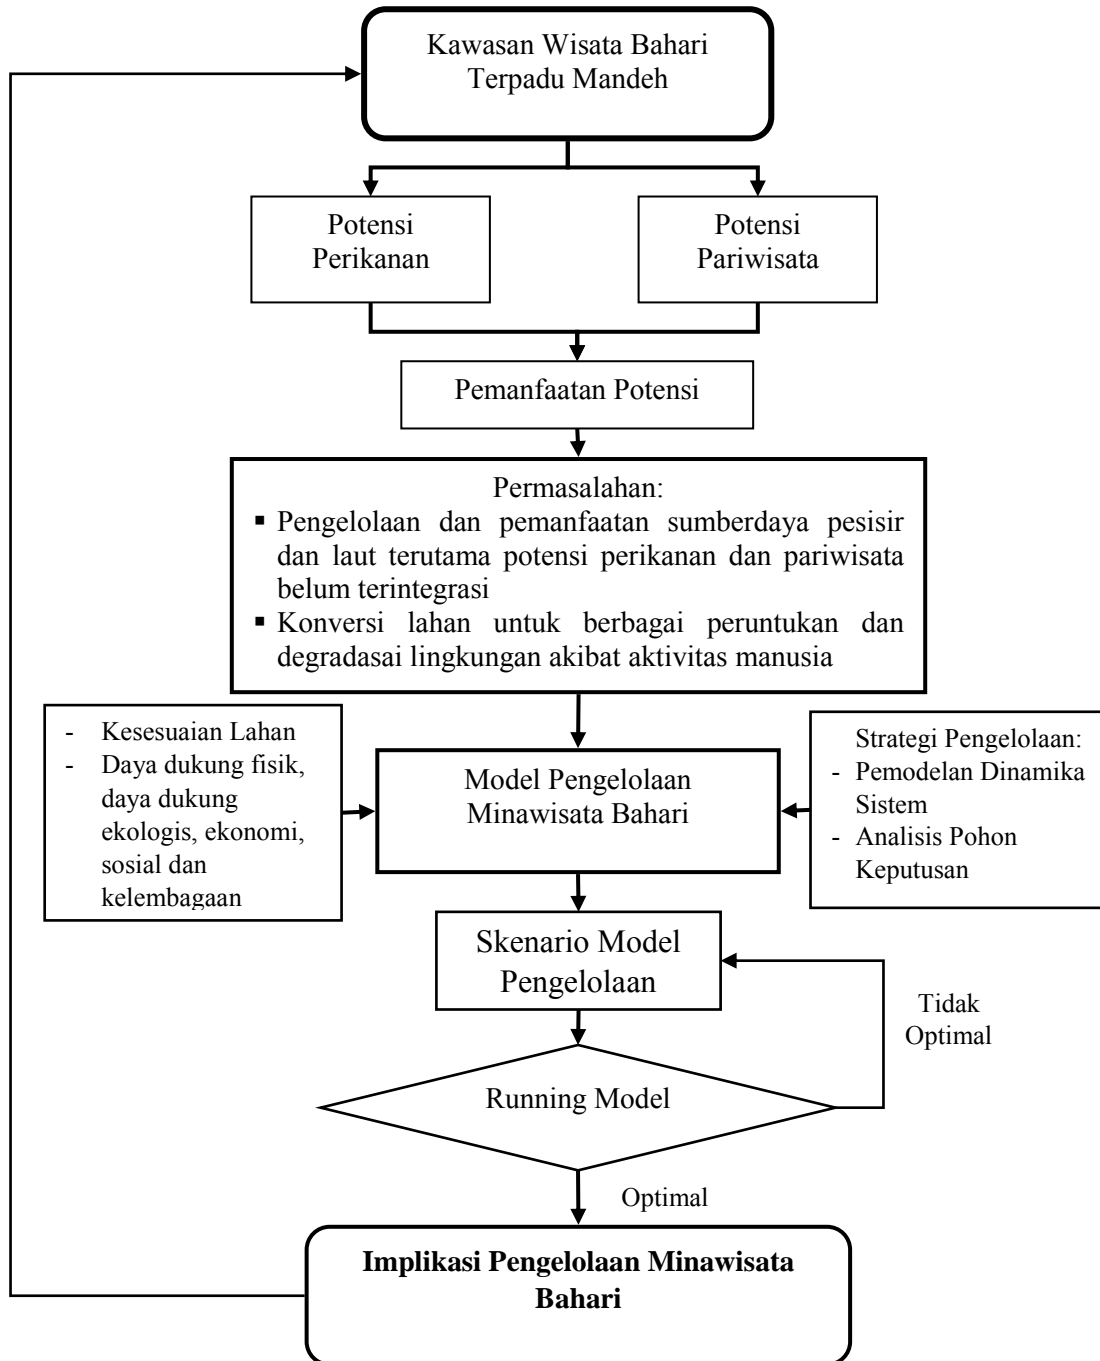 Kawasan Wisata Bahari
Terpadu Mandeh
Potensi
Perikanan
Potensi
Pariwisata
Pemanfaatan Potensi
Permasalahan:
▪ Pengelolaan dan pemanfaatan sumberdaya pesisir
dan laut terutama potensi perikanan dan pariwisata
belum terintegrasi
▪ Konversi lahan untuk berbagai peruntukan dan
degradasai lingkungan akibat aktivitas manusia
- Kesesuaian Lahan
- Daya dukung fisik,
daya dukung
ekologis, ekonomi,
sosial dan
kelembagaan
Model Pengelolaan
Minawisata Bahari
Strategi Pengelolaan:
- Pemodelan Dinamika
Sistem
- Analisis Pohon
Keputusan
Skenario Model
Pengelolaan
Tidak
Optimal
Running Model
Optimal
Implikasi Pengelolaan Minawisata
Bahari